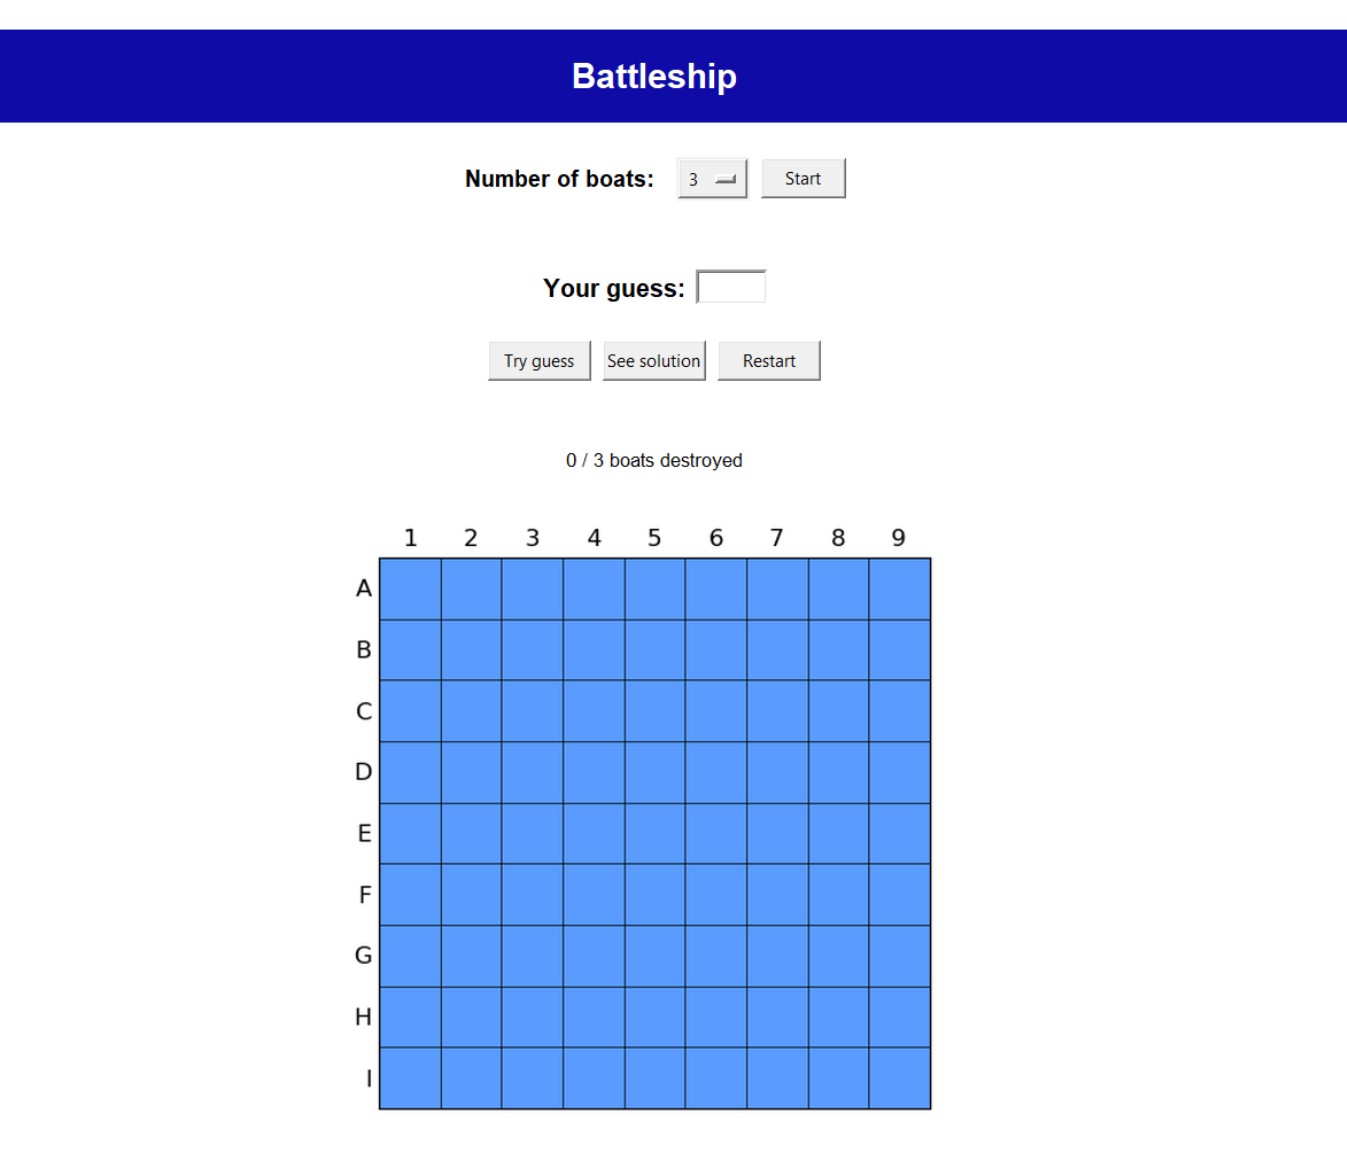 Battleship
Number of boats: 3 Start
Your guess:
Try guess See solution Restart
0 / 3 boats destroyed
1 2 3 4 5 6 7 8 9
A
B
C
D
E
F
G
H
I